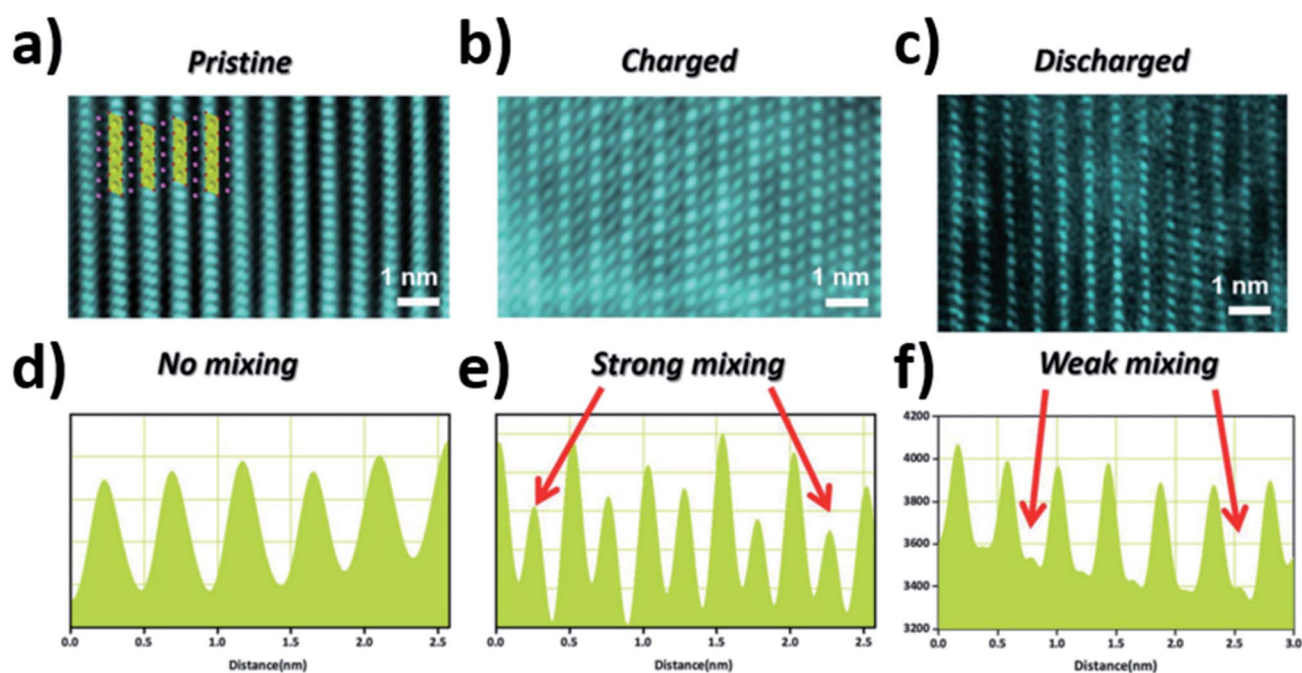 a)
Pristine
b)
Charged
c)
Discharged
1 nm
1 nm
1 nm
d)
No mixing
e)
Strong mixing
f)
Weak mixing
4200
4000
3800
3600
3400
3200
0.0 0.5 1.0 1.5 2.0 2.5
0.0 0.5 1.0 1.5 2.0 2.5
0.0 0.5 1.0 1.5 2.0 2.5 3.0
Distance(nm)
Distance(nm)
Distance(nm)